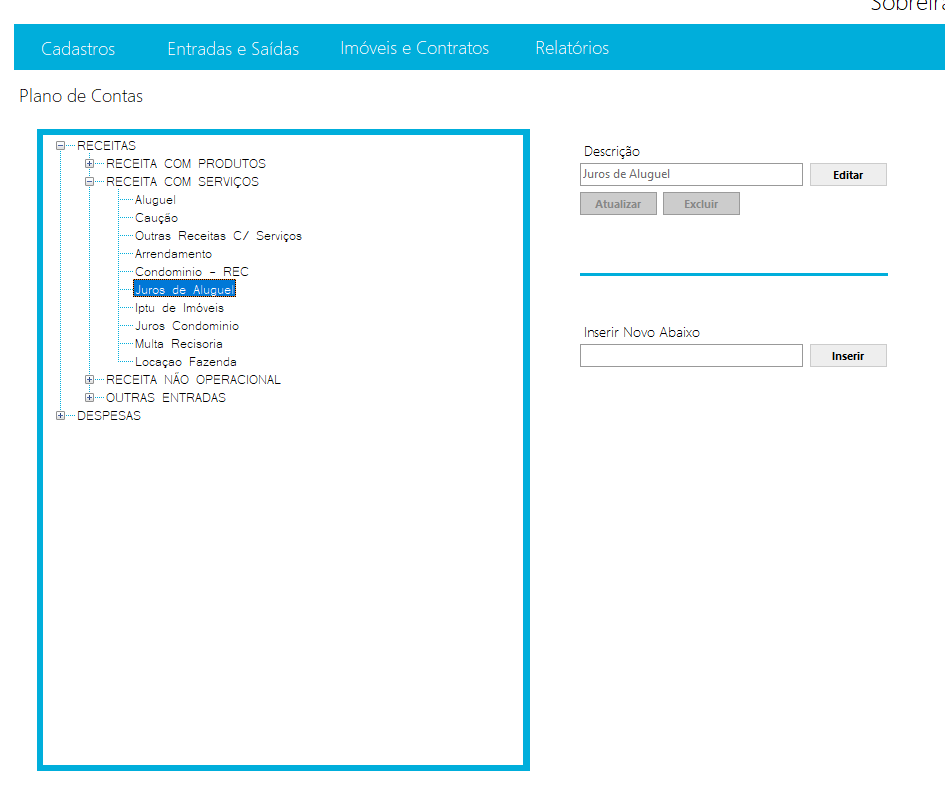 Sobreira
Cadastros Entradas e Saídas Imóveis e Contratos Relatórios
Plano de Contas
RECEITAS
RECEITA COM PRODUTOS
RECEITA COM SERVIÇOS
Aluguel
Caução
Outras Receitas C/ Serviços
Arrendamento
Condominio - REC
Juros de Aluguel
Iptu de Imóveis
Juros Condominio
Multa Recisoria
Locaçao Fazenda
RECEITA NÃO OPERACIONAL
OUTRAS ENTRADAS
DESPESAS
Descrição
Juros de Aluguel Editar
Atualizar Excluir
Inserir Novo Abaixo
Inserir